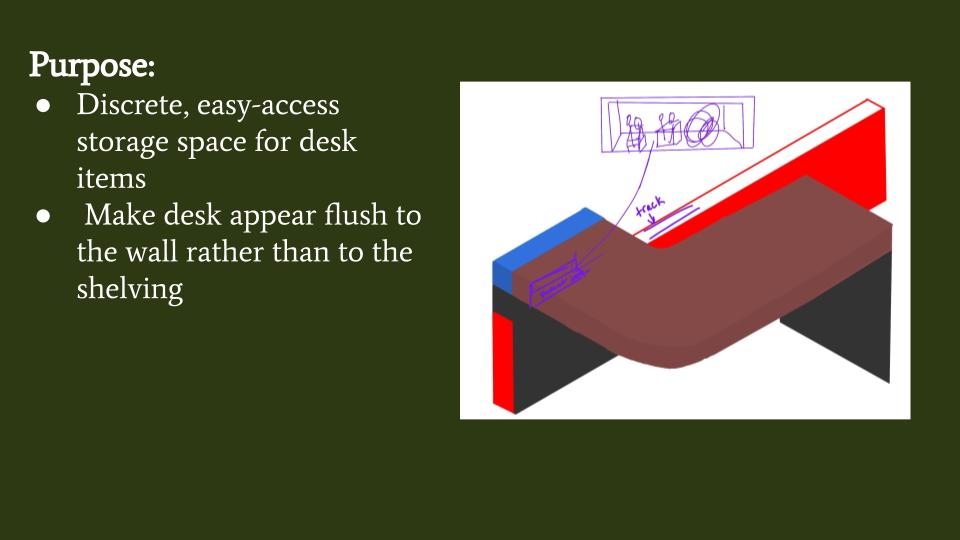 Purpose:
● Discrete, easy-access
storage space for desk
items
● Make desk appear flush to
the wall rather than to the
shelving
track